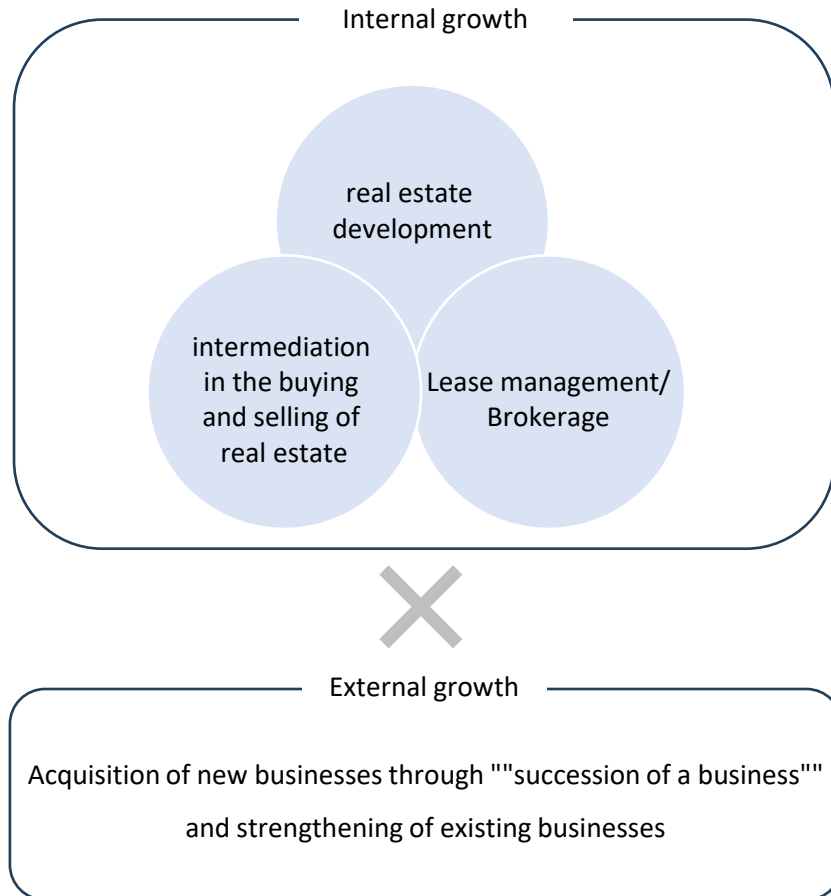 Internal growth
real estate
development
intermediation
in the buying
and selling of
real estate
Lease management/
Brokerage
External growth
Acquisition of new businesses through ""succession of a business""
and strengthening of existing businesses